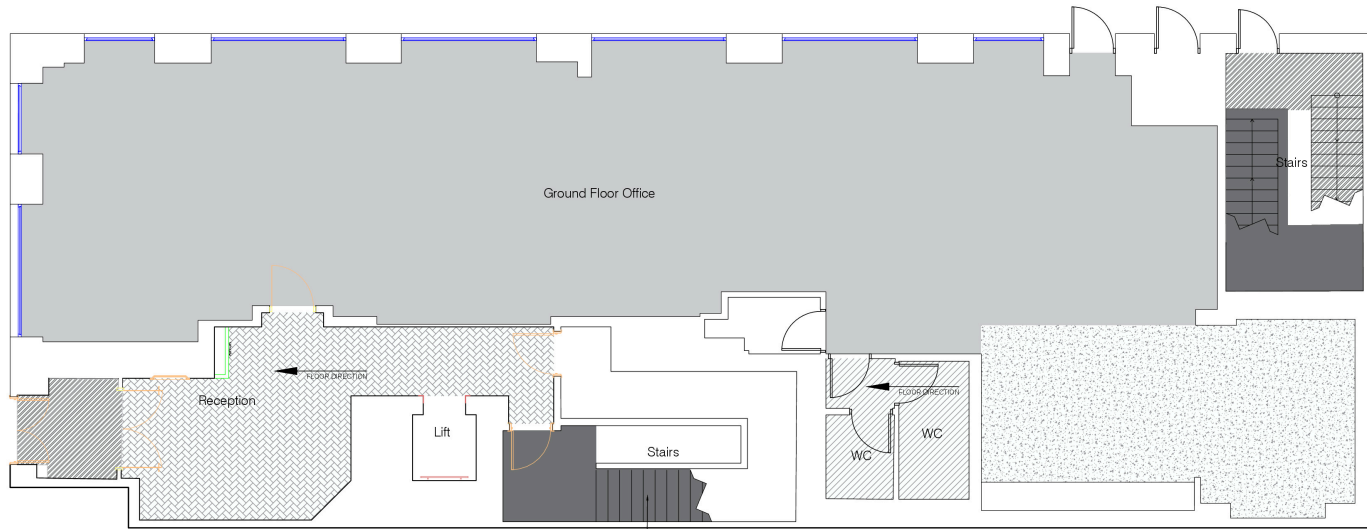 Ground Floor Office
Stairs
FLOOR DIRECTION
Reception
FLOOR DIRECTION
Lift
WC
Stairs
WC